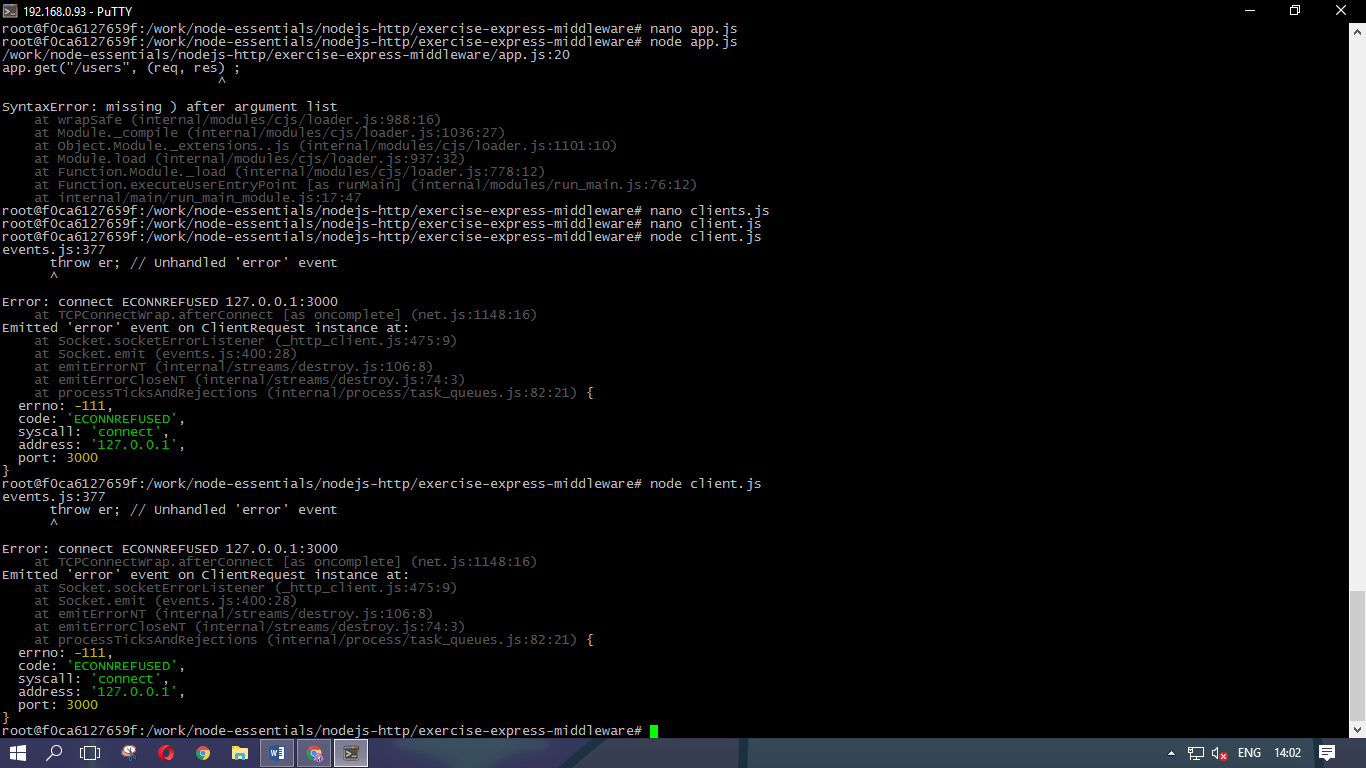 192.168.0.93 - PuTTY
root@f0ca6127659f:/work/node-essentials/nodejs-http/exercise-express-middleware# nano app.js
root@f0ca6127659f:/work/node-essentials/nodejs-http/exercise-express-middleware# node app.js
/work/node-essentials/nodejs-http/exercise-express-middleware/app.js:20
app.get("/users", (req, res) ;
^
SyntaxError: missing ) after argument list
at wrapSafe (internal/modules/cjs/loader.js:988:16)
at Module._compile (internal/modules/cjs/loader.js:1036:27)
at Object.Module._extensions..js (internal/modules/cjs/loader.js:1101:10)
at Module.load (internal/modules/cjs/loader.js:937:32)
at Function.Module._load (internal/modules/cjs/loader.js:778:12)
at Function.executeUserEntryPoint [as runMain] (internal/modules/run_main.js:76:12)
at internal/main/run_main_module.js:17:47
root@f0ca6127659f:/work/node-essentials/nodejs-http/exercise-express-middleware# nano clients.js
root@f0ca6127659f:/work/node-essentials/nodejs-http/exercise-express-middleware# nano client.js
root@f0ca6127659f:/work/node-essentials/nodejs-http/exercise-express-middleware# node client.js
events.js:377
throw er; // Unhandled 'error' event
^
Error: connect ECONNREFUSED 127.0.0.1:3000
at TCPConnectWrap.afterConnect [as oncomplete] (net.js:1148:16)
Emitted 'error' event on ClientRequest instance at:
at Socket.socketErrorListener (_http_client.js:475:9)
at Socket.emit (events.js:400:28)
at emitErrorNT (internal/streams/destroy.js:106:8)
at emitErrorCloseNT (internal/streams/destroy.js:74:3)
at processTicksAndRejections (internal/process/task_queues.js:82:21) {
errno: -111,
code: 'ECONNREFUSED',
syscall: 'connect',
address: '127.0.0.1',
port: 3000
}
root@f0ca6127659f:/work/node-essentials/nodejs-http/exercise-express-middleware# node client.js
events.js:377
throw er; // Unhandled 'error' event
^
Error: connect ECONNREFUSED 127.0.0.1:3000
at TCPConnectWrap.afterConnect [as oncomplete] (net.js:1148:16)
Emitted 'error' event on ClientRequest instance at:
at Socket.socketErrorListener (_http_client.js:475:9)
at Socket.emit (events.js:400:28)
at emitErrorNT (internal/streams/destroy.js:106:8)
at emitErrorCloseNT (internal/streams/destroy.js:74:3)
at processTicksAndRejections (internal/process/task_queues.js:82:21) {
errno: -111,
code: 'ECONNREFUSED',
syscall: 'connect',
address: '127.0.0.1',
port: 3000
}
root@f0ca6127659f:/work/node-essentials/nodejs-http/exercise-express-middleware#
ENG 14:02